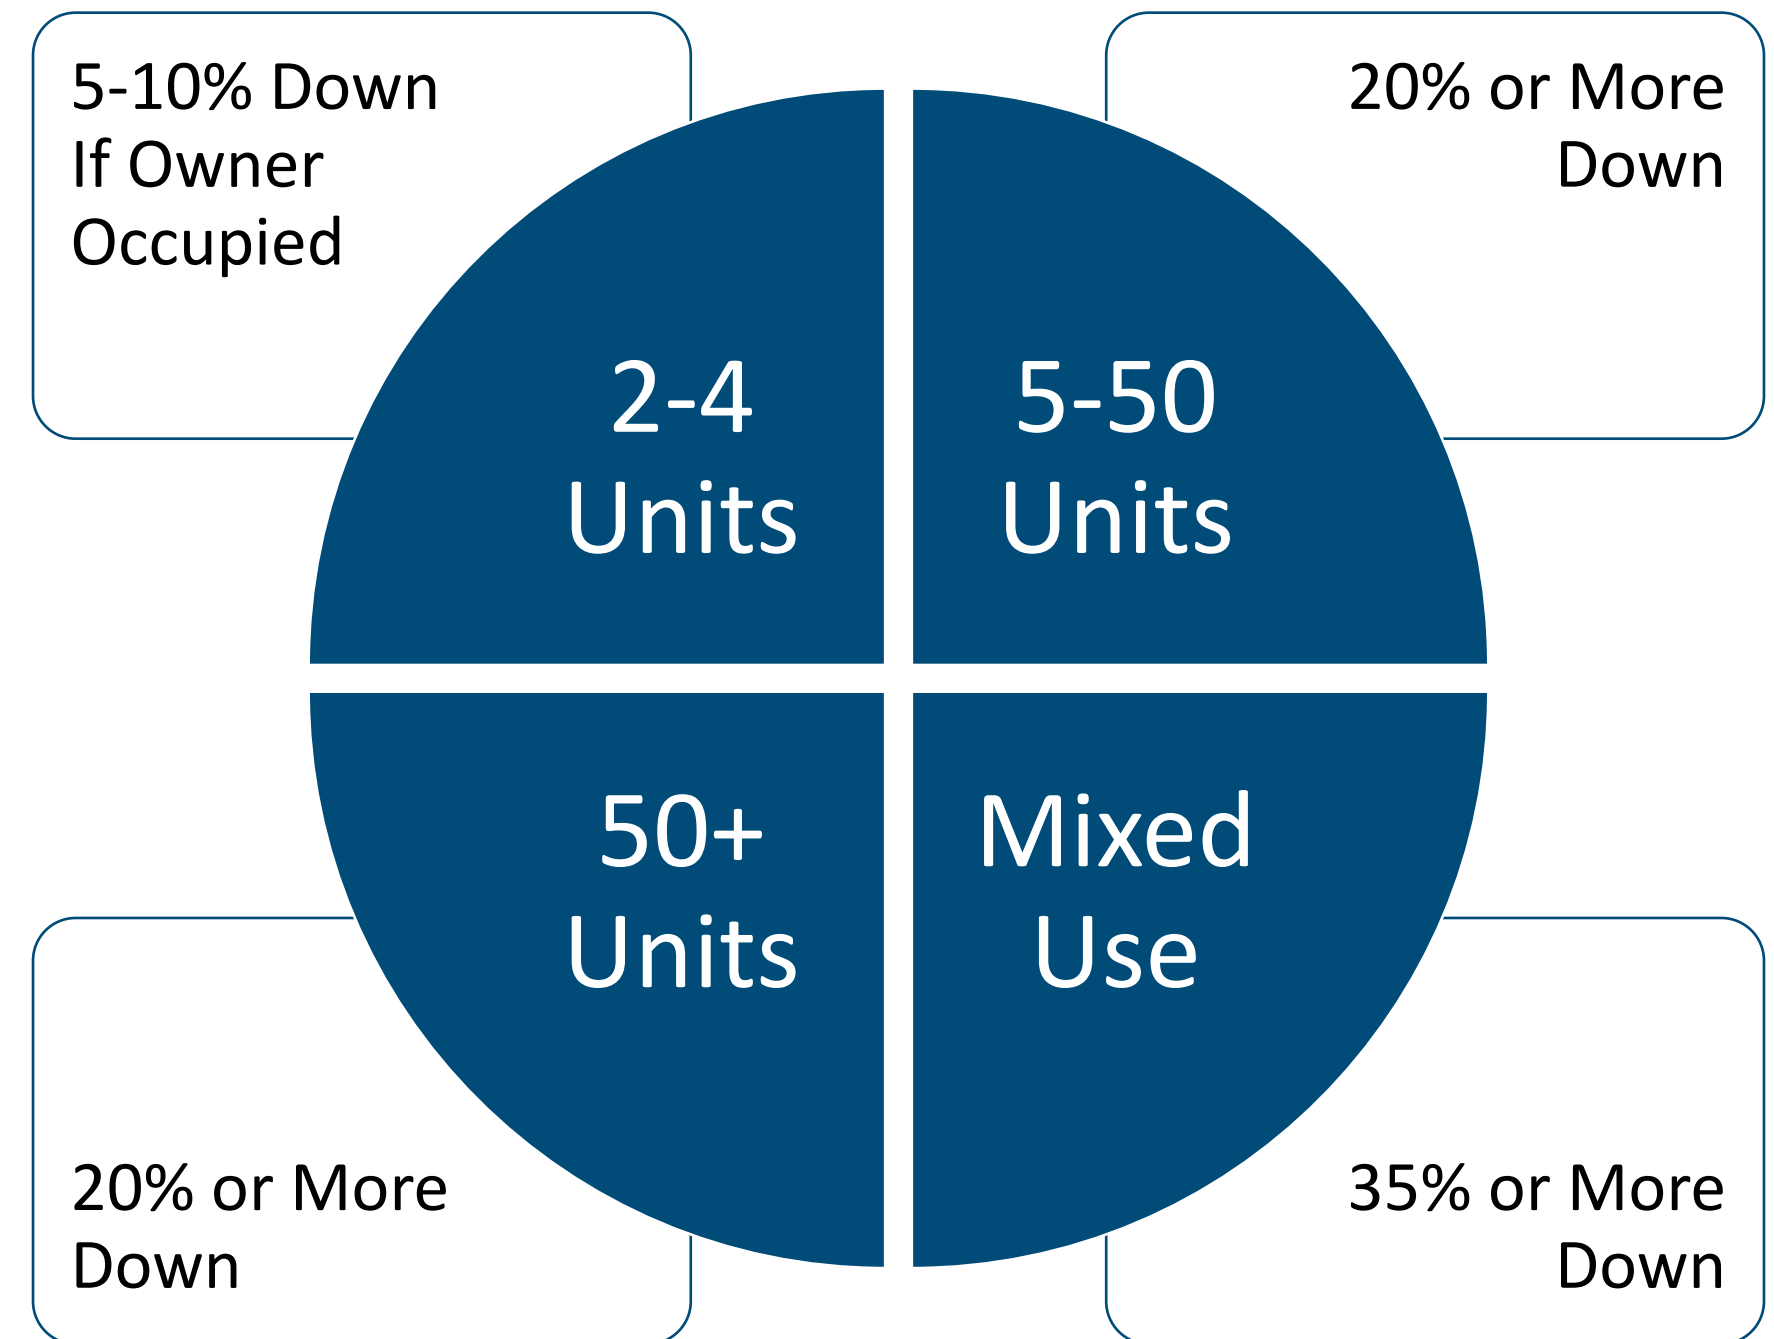 5-10% Down
If Owner
Occupied
20% or More
Down
2-4
Units
5-50
Units
50+
Units
Mixed
Use
20% or More
Down
35% or More
Down